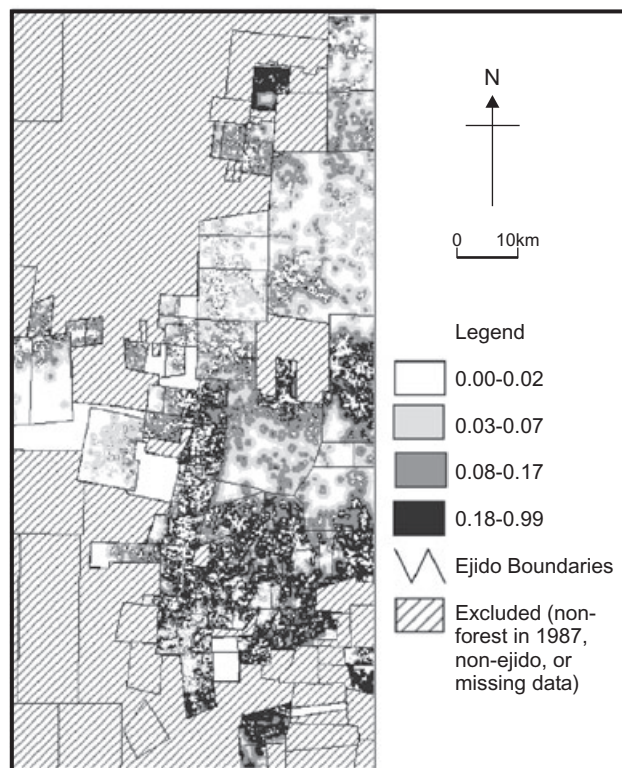 N
0 10km
Legend
0.00-0.02
0.03-0.07
0.08-0.17
0.18-0.99
Ejido Boundaries
Excluded (non-
forest in 1987,
non-ejido, or
missing data)